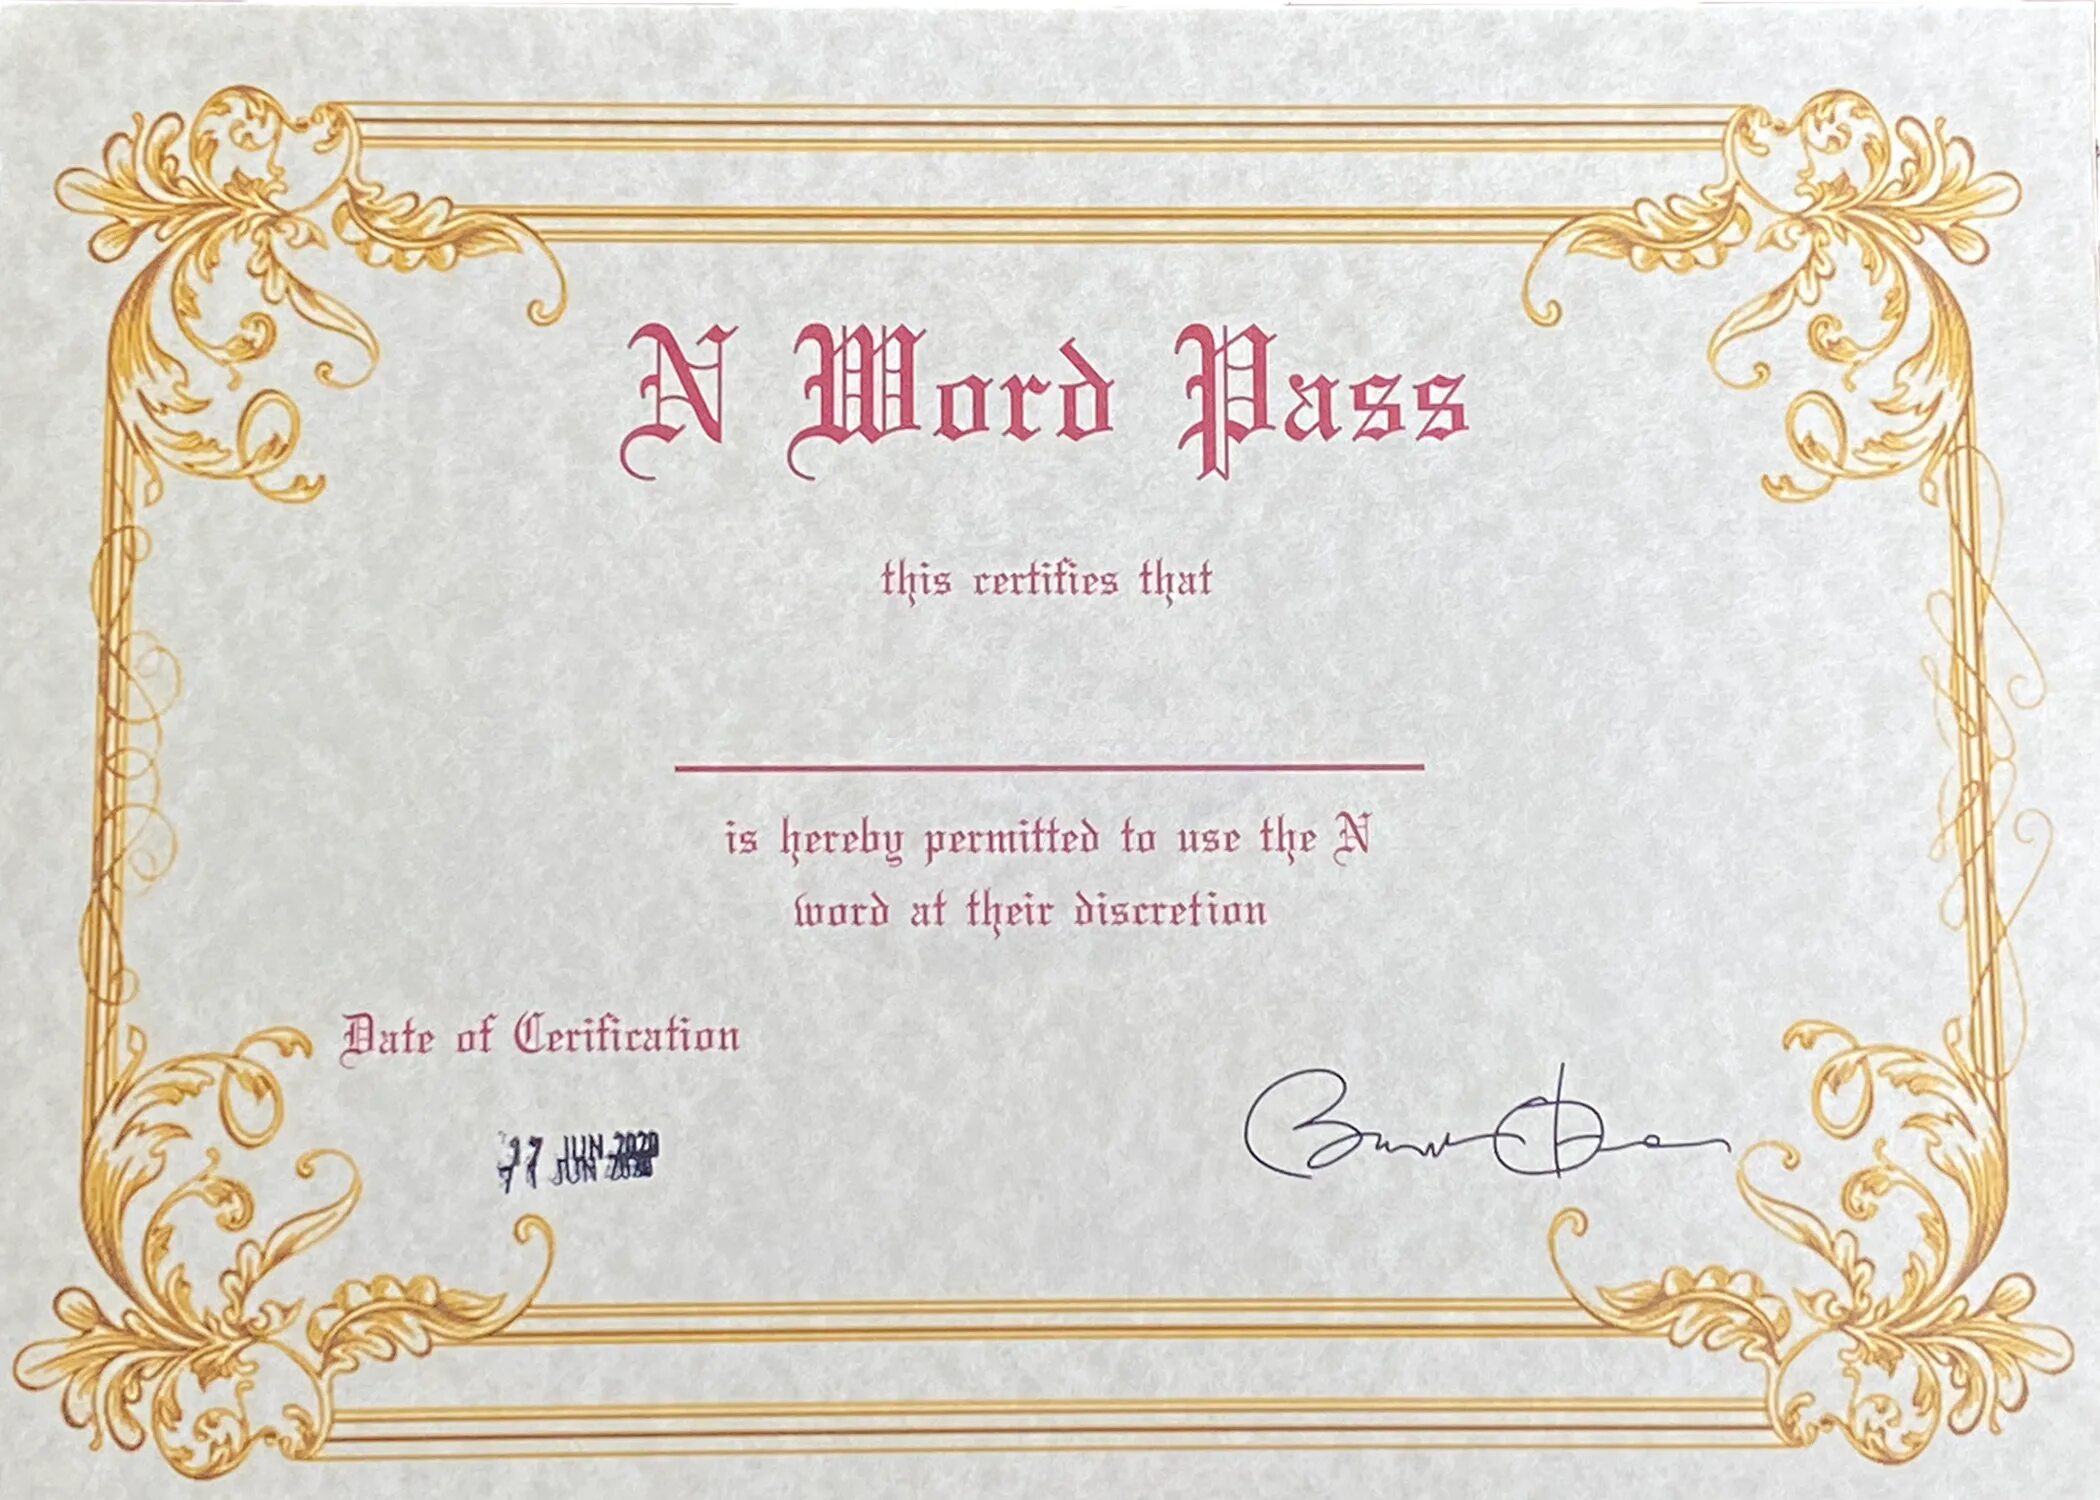 N Word Pass
this certifies that
is hereby permitted to use the N
word at their discretion
Date of Cerification
JUN 2020